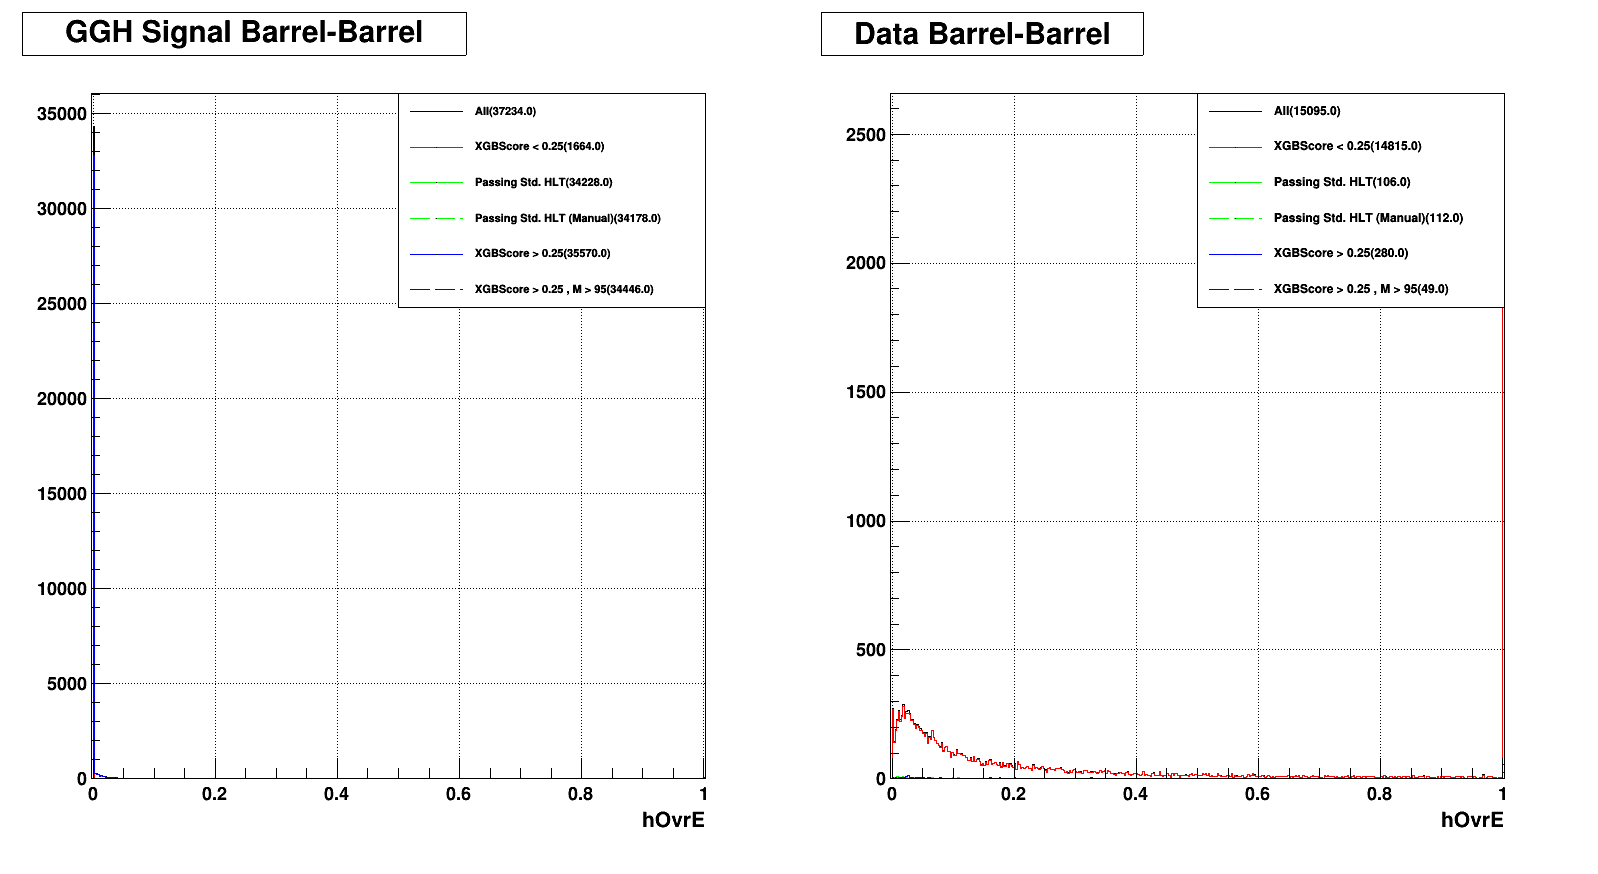 GGH Signal Barrel-Barrel
All(37234.0)
XGBScore < 0.25(1664.0)
Passing Std. HLT(34228.0)
Passing Std. HLT (Manual)(34178.0)
XGBScore > 0.25(35570.0)
XGBScore > 0.25 , M > 95(34446.0)
35000
30000
25000
20000
15000
10000
5000
0
0 0.2 0.4 0.6 0.8 1
hOvrE
Data Barrel-Barrel
All(15095.0)
XGBScore < 0.25(14815.0)
Passing Std. HLT(106.0)
Passing Std. HLT (Manual)(112.0)
XGBScore > 0.25(280.0)
XGBScore > 0.25 , M > 95(49.0)
2500
2000
1500
1000
500
0
0 0.2 0.4 0.6 0.8 1
hOvrE